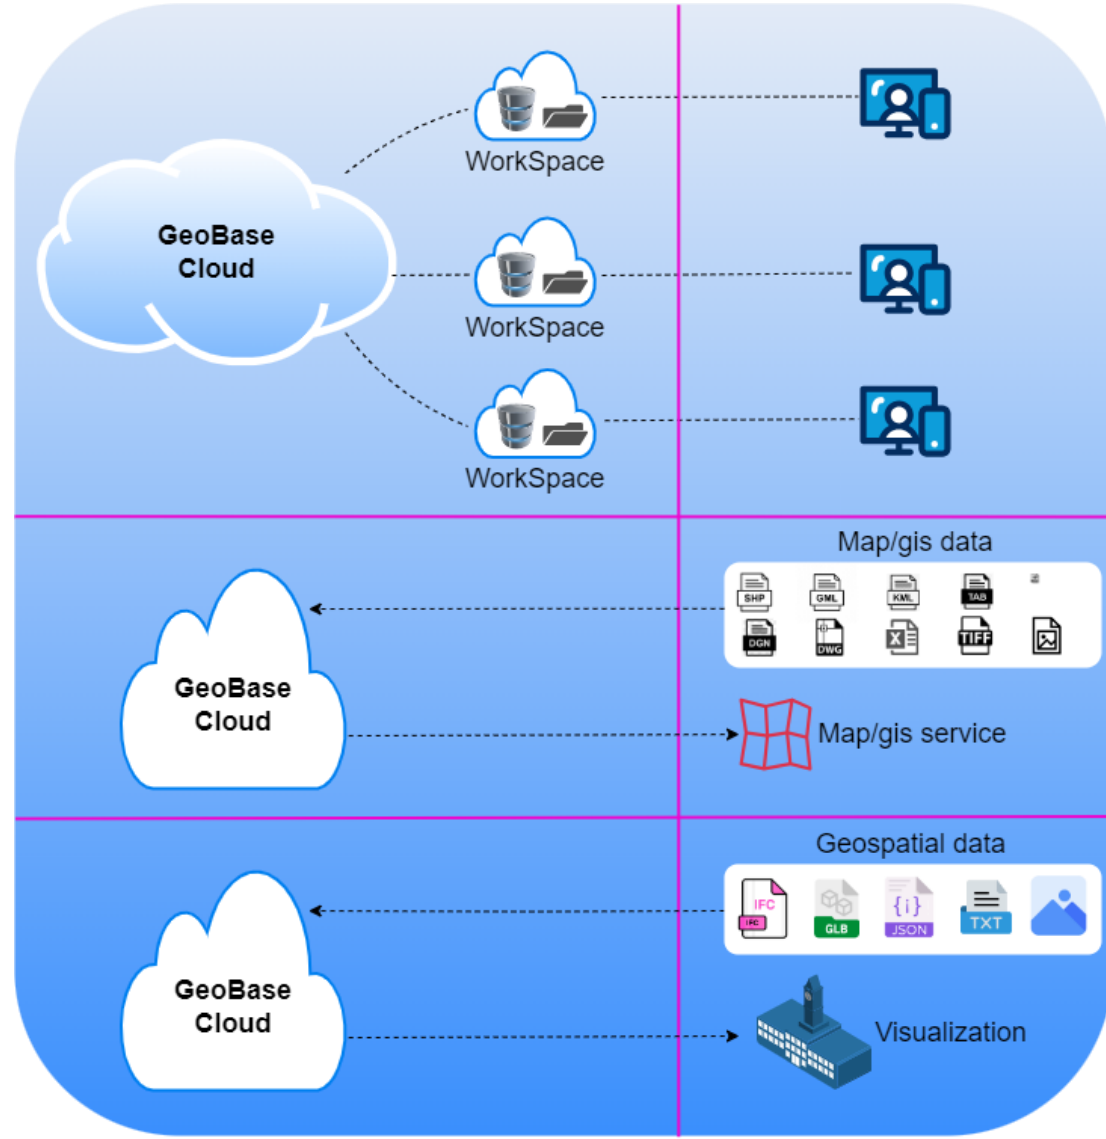 GeoBase
Cloud
WorkSpace
WorkSpace
WorkSpace
Map/gis data
SHP
GML
KML
TAB
DGN
DWG
X
TIFF
GeoBase
Cloud
Map/gis service
Geospatial data
IFC
IFC
GLB
{i}
JSON
TXT
GeoBase
Cloud
Visualization